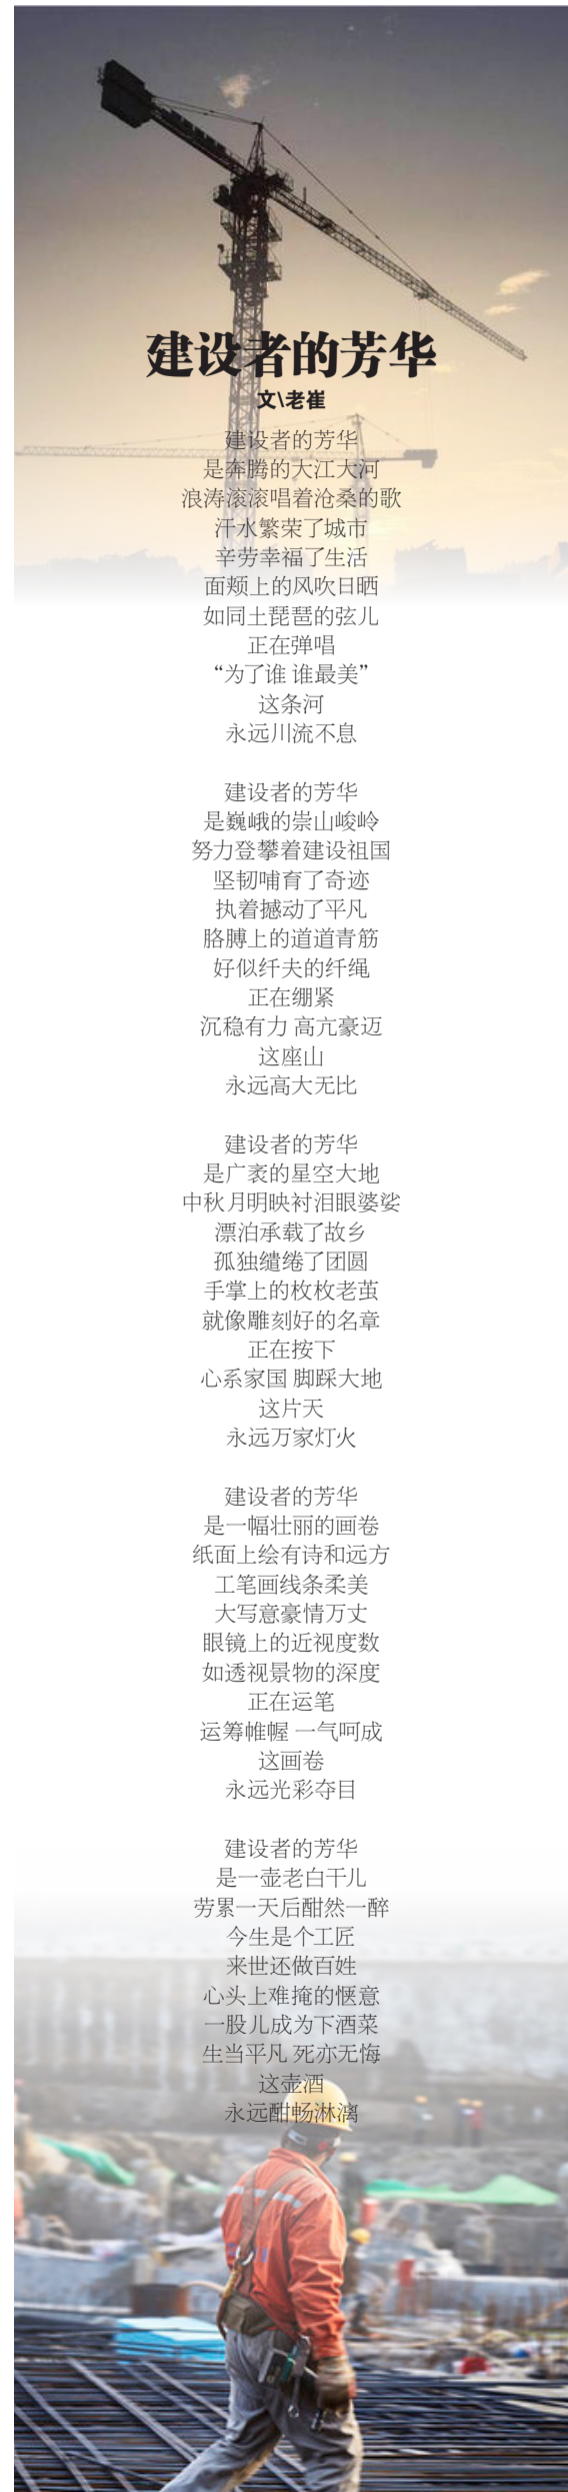 建设者的芳华
文\老崔
建设者的芳华
是奔腾的大江大河
浪涛滚滚唱着沧桑的歌
汗水繁荣了城市
辛劳幸福了生活
面颊上的风吹日晒
如同土琵琶的弦儿
正在弹唱
“为了谁 谁最美”
这条河
永远川流不息
建设者的芳华
是巍峨的崇山峻岭
努力登攀着建设祖国
坚韧哺育了奇迹
执着撼动了平凡
胳膊上的道道青筋
好似纤夫的纤绳
正在绷紧
沉稳有力 高亢豪迈
这座山
永远高大无比
建设者的芳华
是广袤的星空大地
中秋月明映衬泪眼婆娑
漂泊承载了故乡
孤独缱绻了团圆
手掌上的枚枚老茧
就像雕刻好的名章
正在按下
心系家国 脚踩大地
这片天
永远万家灯火
建设者的芳华
是一幅壮丽的画卷
纸面上绘有诗和远方
工笔画线条柔美
大写意豪情万丈
眼镜上的近视度数
如透视景物的深度
正在运笔
运筹帷幄 一气呵成
这画卷
永远光彩夺目
建设者的芳华
是一壶老白干儿
劳累一天后酣然一醉
今生是个工匠
来世还做百姓
心头上难掩的惬意
一股儿成为下酒菜
生当平凡 死亦无悔
这壶酒
永远酣畅淋漓